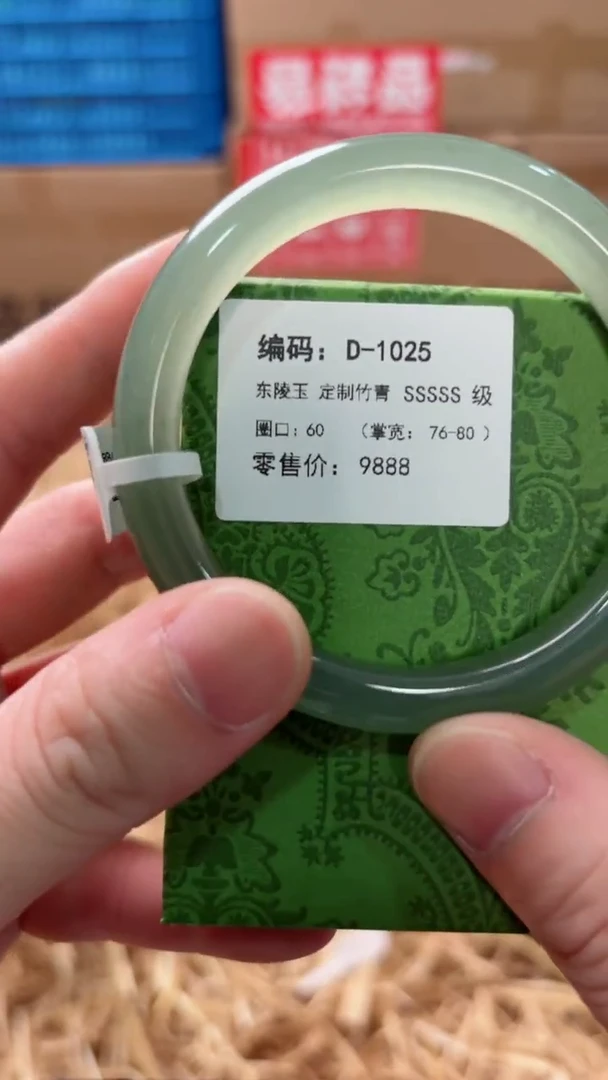 编码：D-1025
东陵玉 定制竹青 SSSSS 级
圈口：60 （掌宽：76-80 ）
零售价：9888